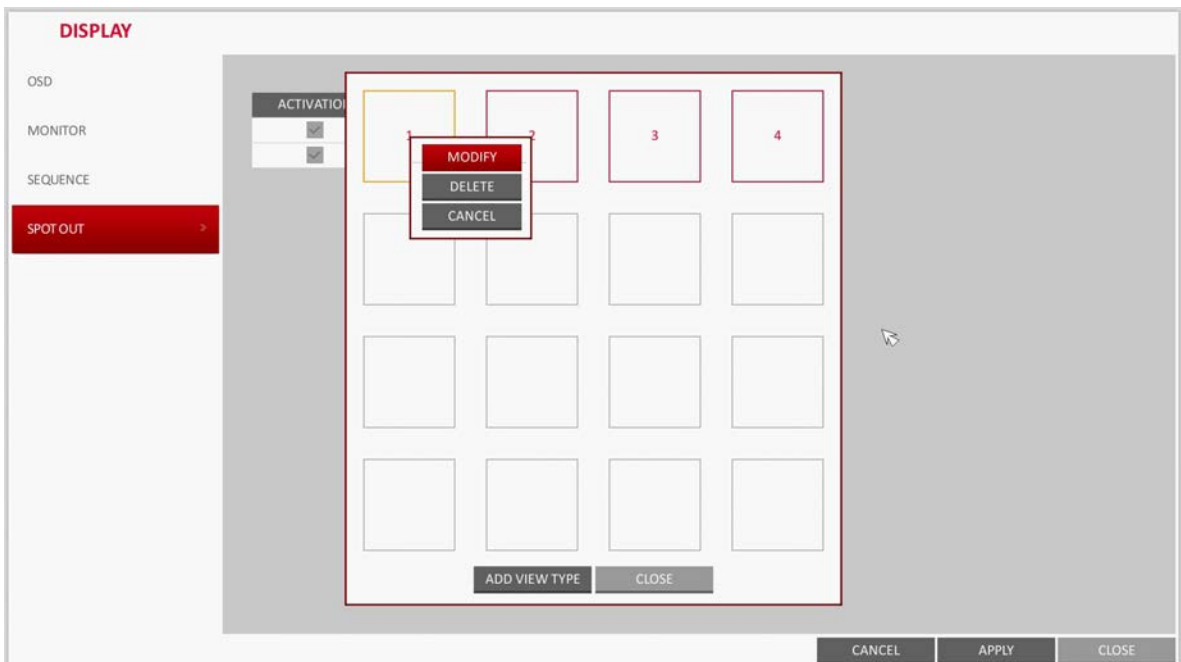 DISPLAY
OSD
MONITOR
SEQUENCE
SPOT OUT
ACTIVATIO
1 2 3 4
MODIFY
DELETE
CANCEL
ADD VIEW TYPE CLOSE
CANCEL APPLY CLOSE